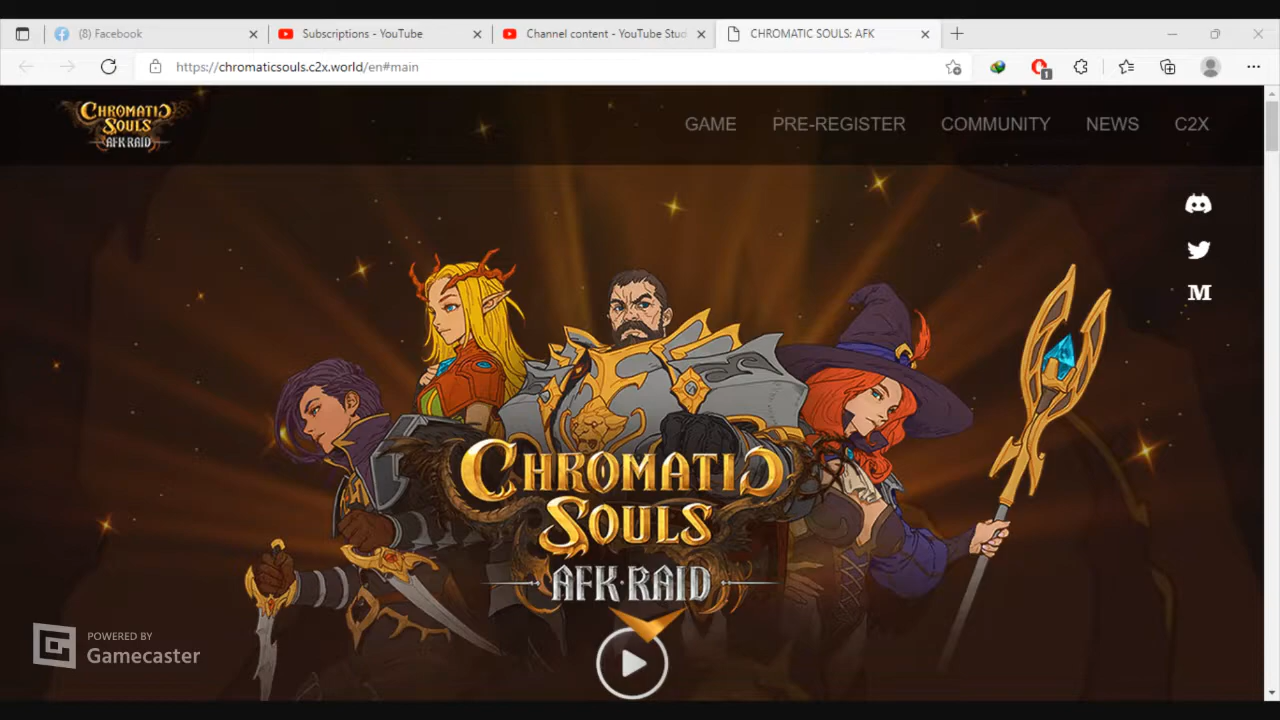 (8) Facebook
Subscriptions - YouTube
Channel content - YouTube Stud
CHROMATIC SOULS: AFK
https://chromaticsouls.c2x.world/en#main
1
CHROMATIC
SOULS
AFK RAID
GAME
PRE-REGISTER
COMMUNITY
NEWS
C2X
M
CHROMATIC
SOULS
AFK·RAID
POWERED BY
Gamecaster